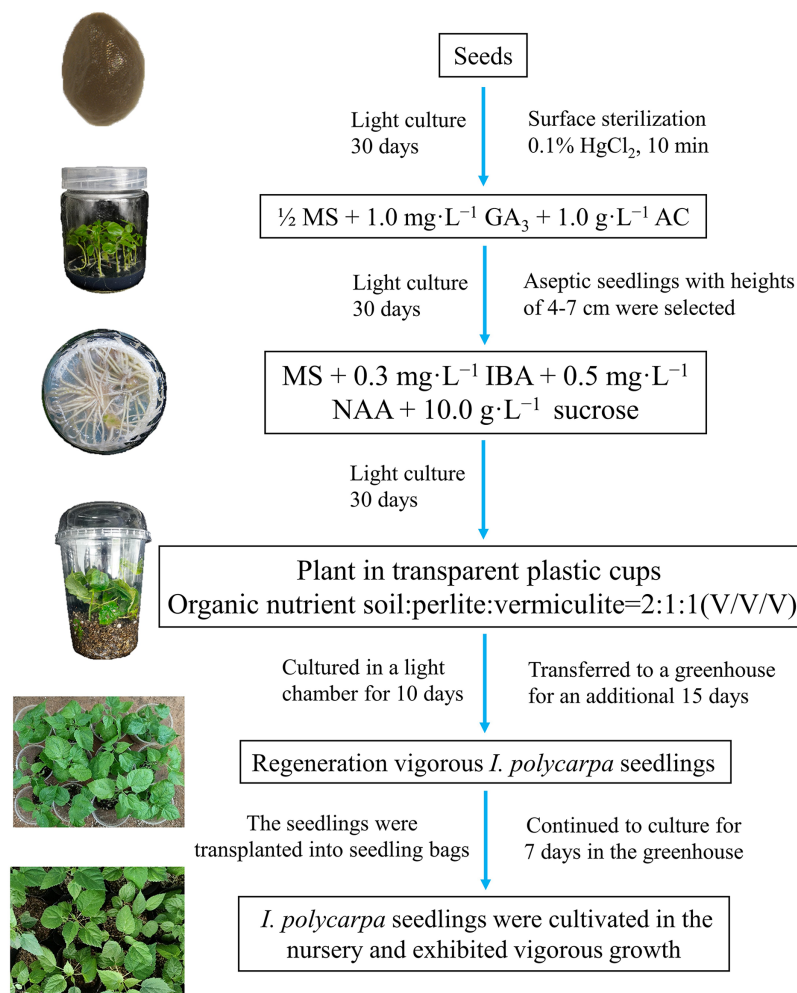 Seeds
Light culture
30 days
Surface sterilization
0.1% HgCl₂, 10 min
½ MS + 1.0 mg·L⁻¹ GA₃ + 1.0 g·L⁻¹ AC
Light culture
30 days
Aseptic seedlings with heights
of 4-7 cm were selected
MS + 0.3 mg·L⁻¹ IBA + 0.5 mg·L⁻¹
NAA + 10.0 g·L⁻¹ sucrose
Light culture
30 days
Plant in transparent plastic cups
Organic nutrient soil:perlite:vermiculite=2:1:1(V/V/V)
Cultured in a light
chamber for 10 days
Transferred to a greenhouse
for an additional 15 days
Regeneration vigorous I. polycarpa seedlings
The seedlings were
transplanted into seedling bags
Continued to culture for
7 days in the greenhouse
I. polycarpa seedlings were cultivated in the
nursery and exhibited vigorous growth